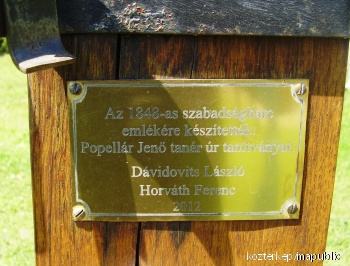 Az 1848-as szabadságharc
emlékére készítették:
Popellár Jenő tanár úr tanítványai
Dávidovits László
Horváth Ferenc
2012
kozterkep/mapublic